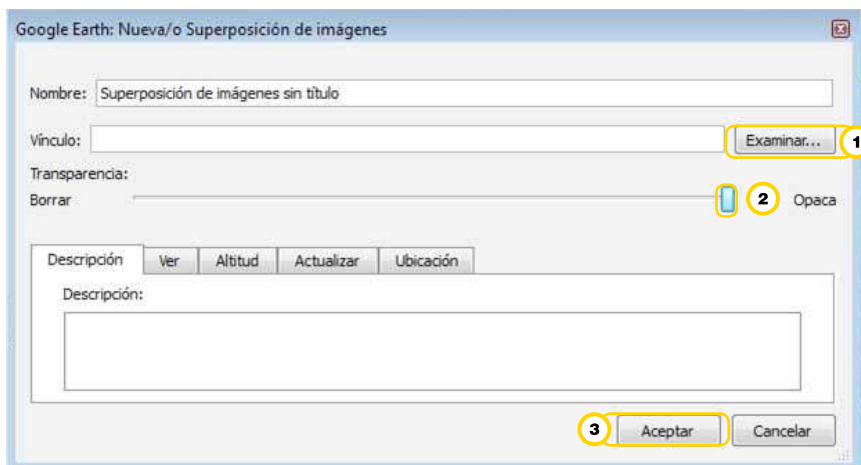 Google Earth: Nueva/o Superposición de imágenes
Nombre: Superposición de imágenes sin título
Vínculo: Examinar... 1
Transparencia:
Borrar 2 Opaca
Descripción Ver Altitud Actualizar Ubicación
Descripción:
3 Aceptar Cancelar